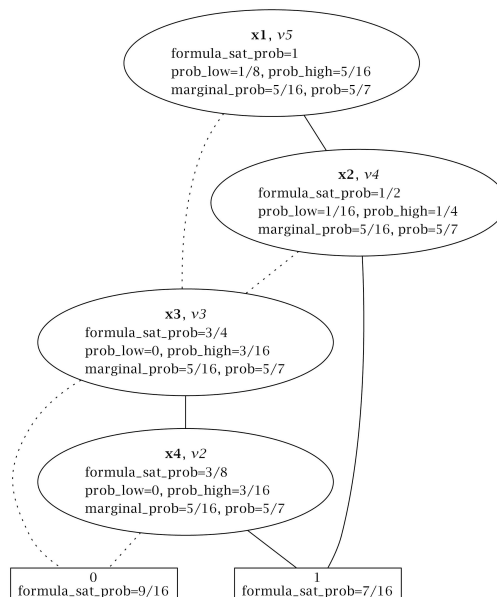 x1, v5
formula_sat_prob=1
prob_low=1/8, prob_high=5/16
marginal_prob=5/16, prob=5/7
x2, v4
formula_sat_prob=1/2
prob_low=1/16, prob_high=1/4
marginal_prob=5/16, prob=5/7
x3, v3
formula_sat_prob=3/4
prob_low=0, prob_high=3/16
marginal_prob=5/16, prob=5/7
x4, v2
formula_sat_prob=3/8
prob_low=0, prob_high=3/16
marginal_prob=5/16, prob=5/7
0
formula_sat_prob=9/16
1
formula_sat_prob=7/16